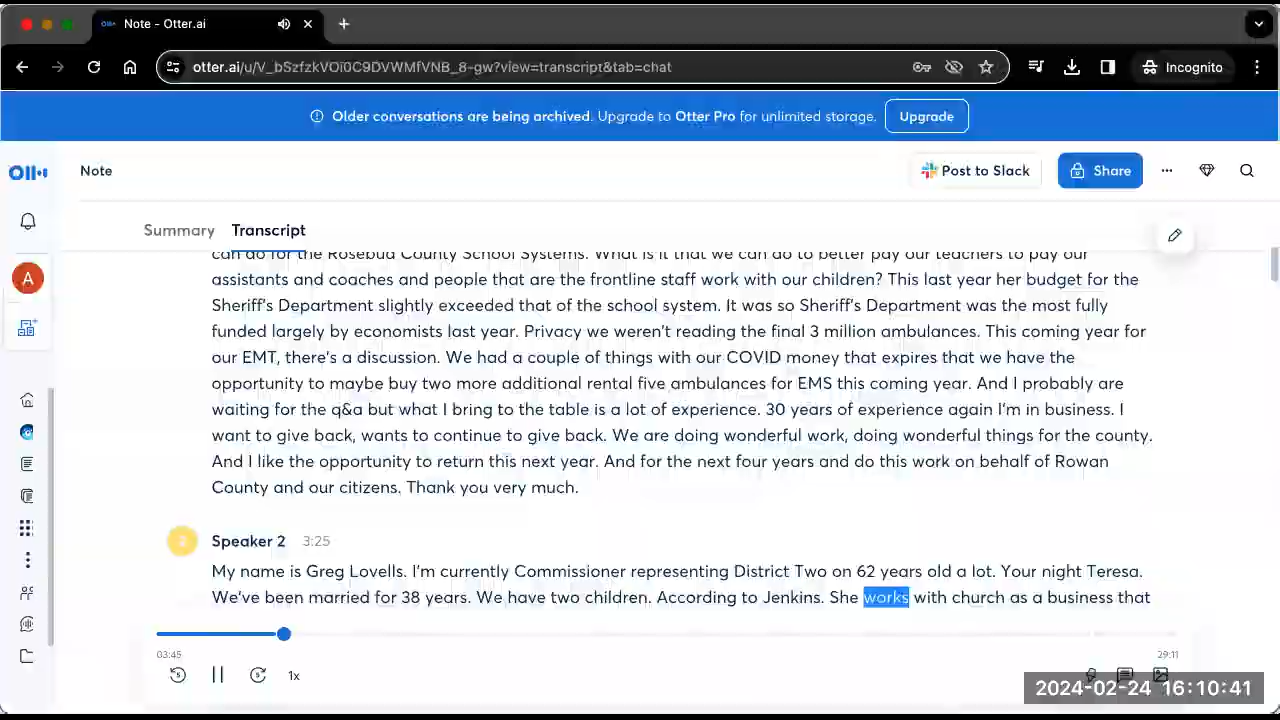 Note - Otter.ai
otter.ai/u/V_bSzfzkVOi0C9DVWMfVNB_8-gw?view=transcript&tab=chat
Incognito
Older conversations are being archived. Upgrade to Otter Pro for unlimited storage.
Upgrade
Note
Post to Slack
Share
Summary
Transcript
A
can do for the Rosebud County School Systems. What is it that we can do to better pay our teachers to pay our
assistants and coaches and people that are the frontline staff work with our children? This last year her budget for the
Sheriff's Department slightly exceeded that of the school system. It was so Sheriff's Department was the most fully
funded largely by economists last year. Privacy we weren't reading the final 3 million ambulances. This coming year for
our EMT, there's a discussion. We had a couple of things with our COVID money that expires that we have the
opportunity to maybe buy two more additional rental five ambulances for EMS this coming year. And I probably are
waiting for the q&a but what I bring to the table is a lot of experience. 30 years of experience again I'm in business. I
want to give back, wants to continue to give back. We are doing wonderful work, doing wonderful things for the county.
And I like the opportunity to return this next year. And for the next four years and do this work on behalf of Rowan
County and our citizens. Thank you very much.
Speaker 2 3:25
My name is Greg Lovells. I'm currently Commissioner representing District Two on 62 years old a lot. Your night Teresa.
We've been married for 38 years. We have two children. According to Jenkins. She works with church as a business that
03:45
29:11
5
5
1x
2024-02-24 16:10:41